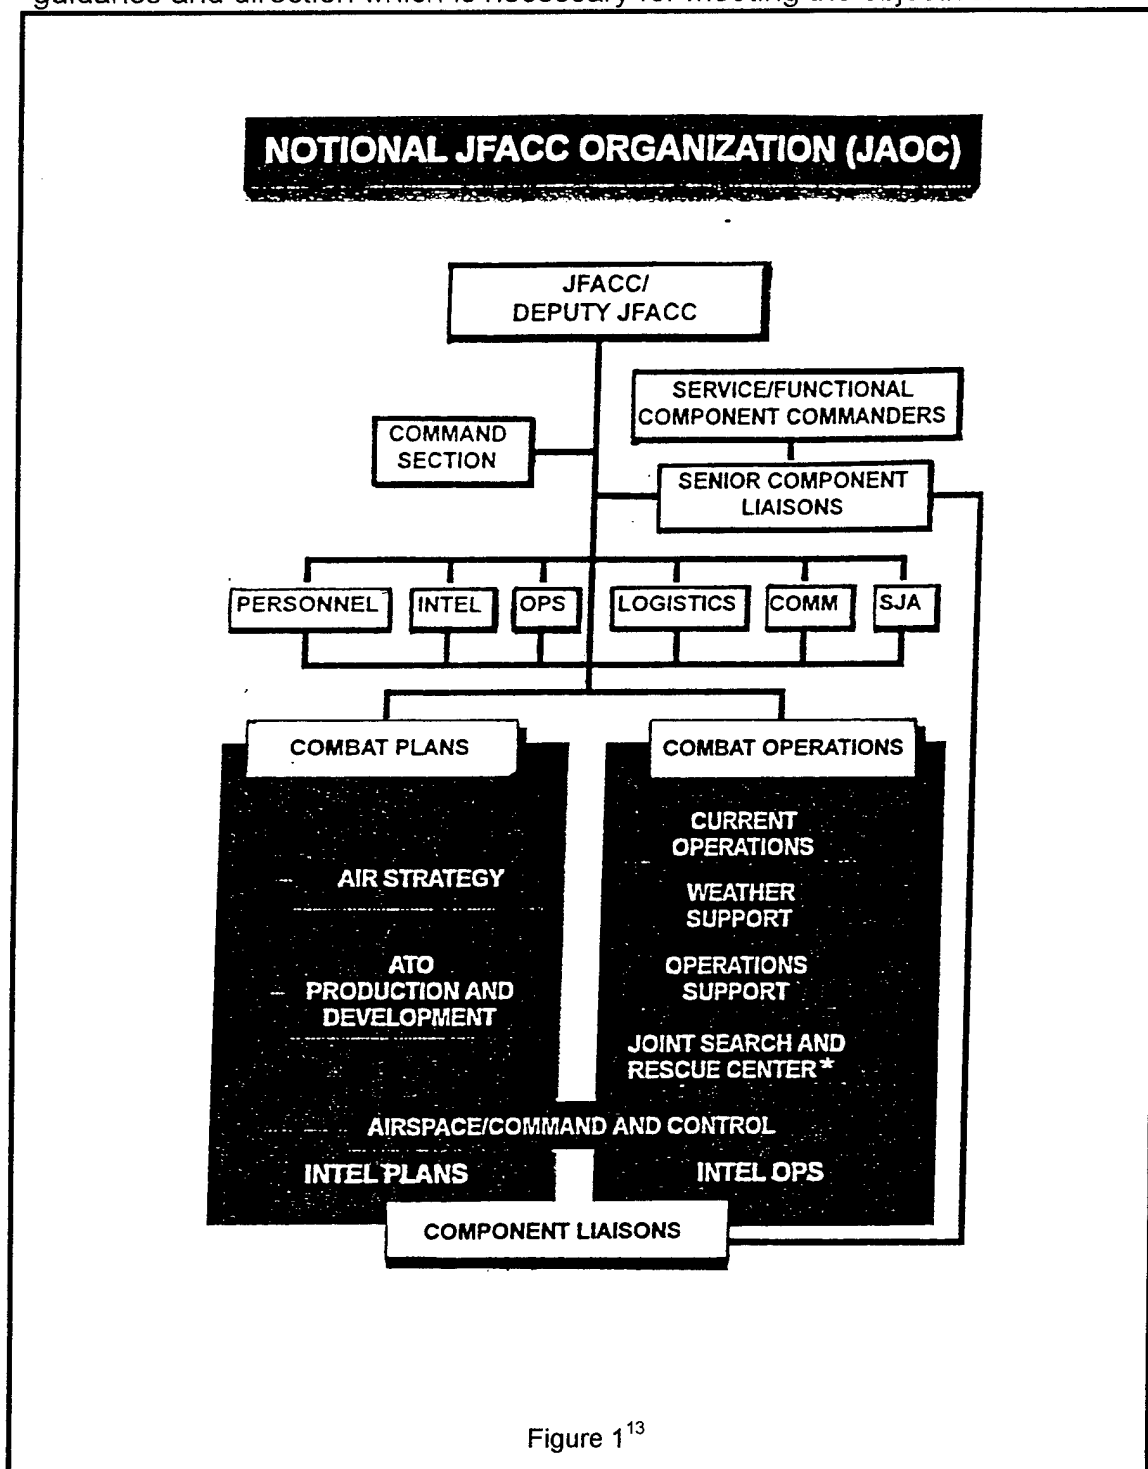 NOTIONAL JFACC ORGANIZATION (JAOC)
JFACC/
DEPUTY JFACC
SERVICE/FUNCTIONAL
COMPONENT COMMANDERS
COMMAND
SECTION
SENIOR COMPONENT
LIAISONS
PERSONNEL
INTEL
OPS
LOGISTICS
COMM
SJA
COMBAT PLANS
AIR STRATEGY
ATO
PRODUCTION AND
DEVELOPMENT
COMBAT OPERATIONS
CURRENT
OPERATIONS
WEATHER
SUPPORT
OPERATIONS
SUPPORT
JOINT SEARCH AND
RESCUE CENTER*
AIRSPACE/COMMAND AND CONTROL
INTEL PLANS
INTEL OPS
COMPONENT LIAISONS
Figure 1¹³